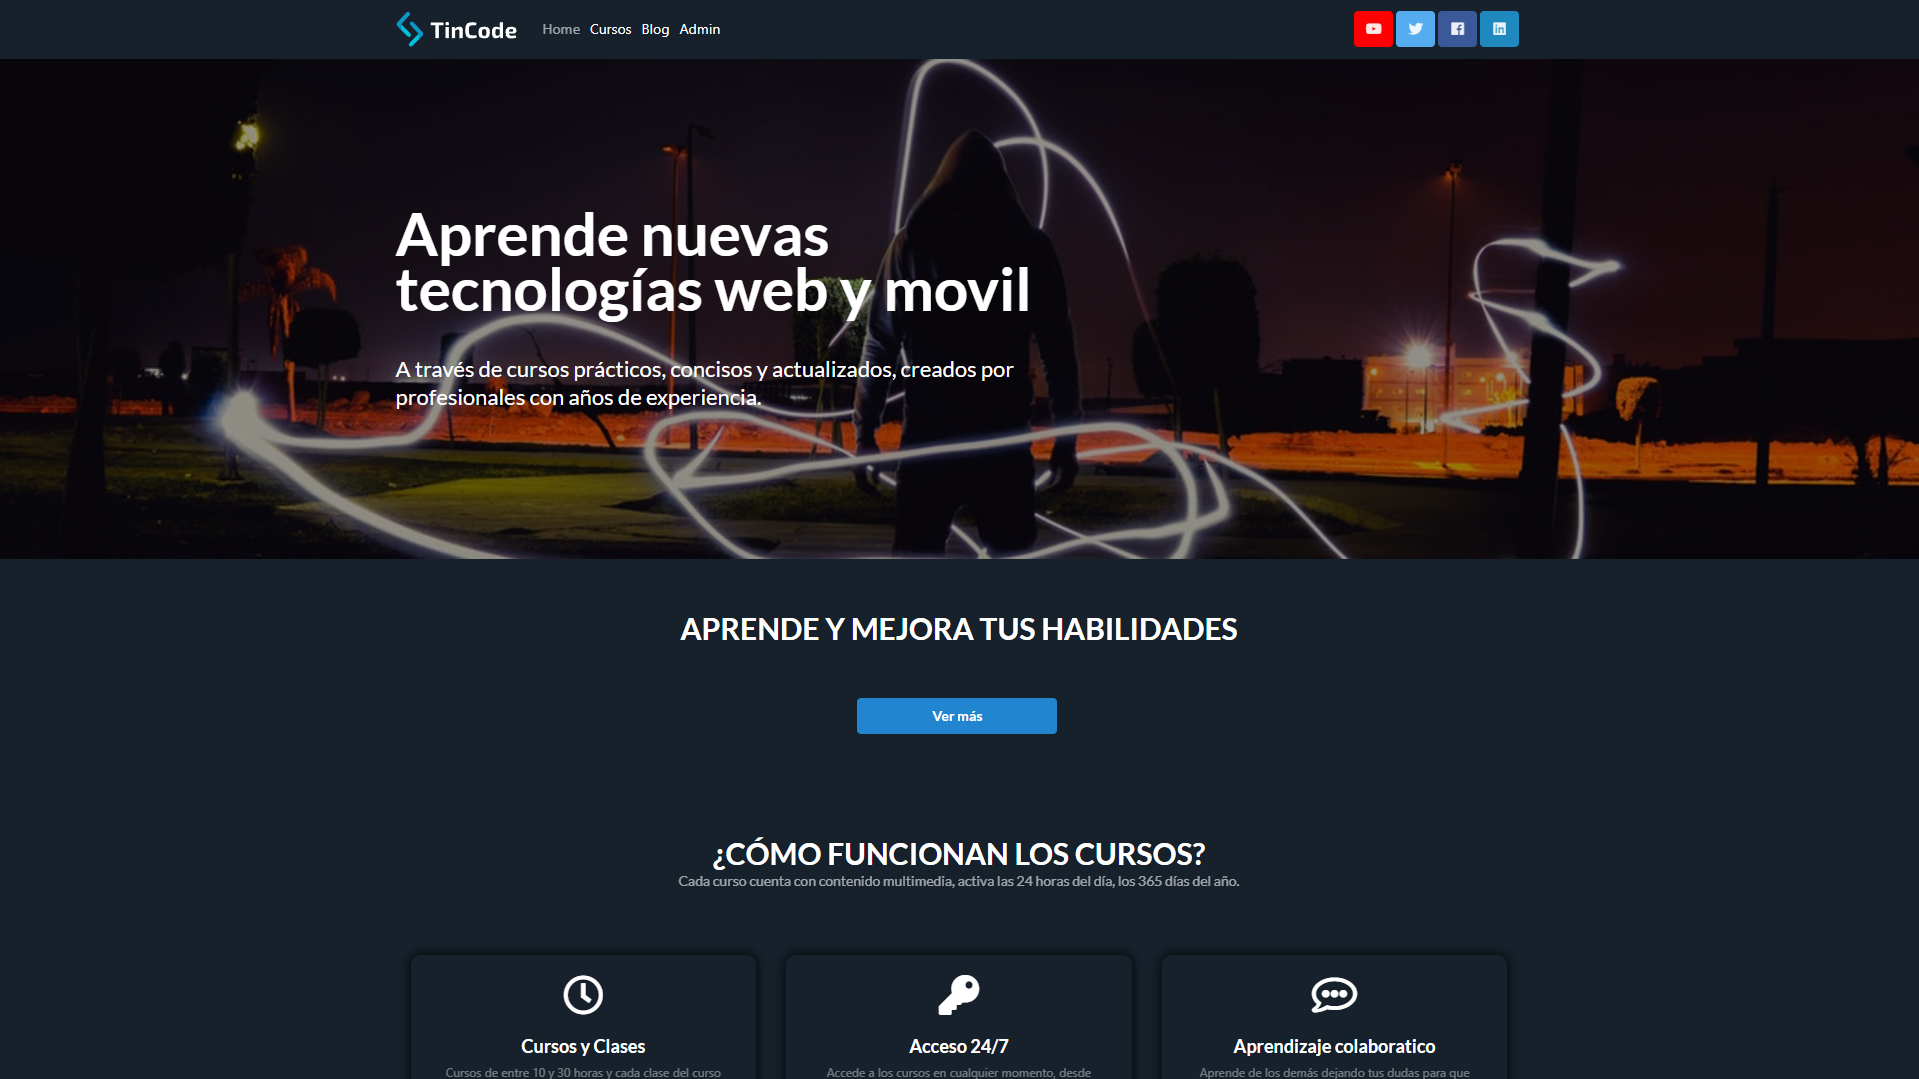 TinCode
Home Cursos Blog Admin
Aprende nuevas
tecnologías web y movil
A través de cursos prácticos, concisos y actualizados, creados por
profesionales con años de experiencia.
APRENDE Y MEJORA TUS HABILIDADES
Ver más
¿CÓMO FUNCIONAN LOS CURSOS?
Cada curso cuenta con contenido multimedia, activa las 24 horas del día, los 365 días del año.
Cursos y Clases
Cursos de entre 10 y 30 horas y cada clase del curso
Acceso 24/7
Accede a los cursos en cualquier momento, desde
Aprendizaje colaboratico
Aprende de los demás dejando tus dudas para que